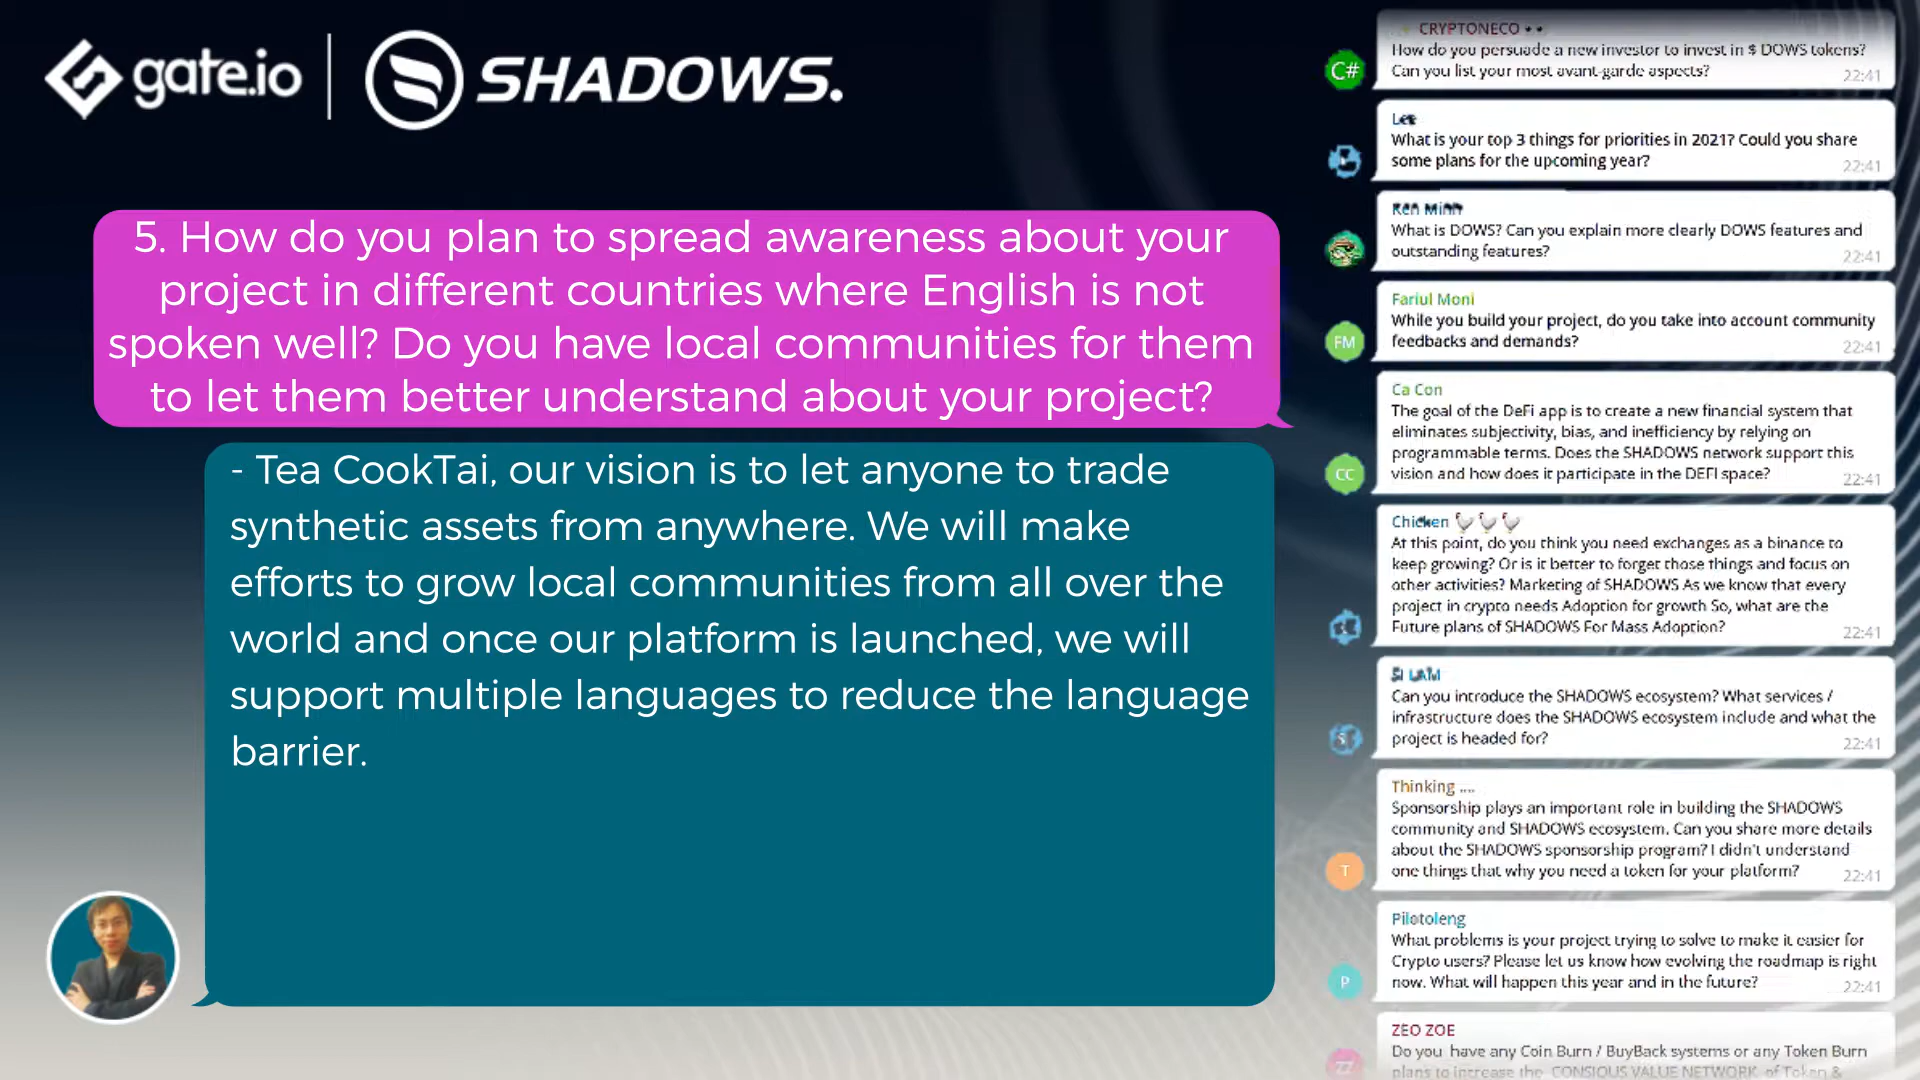 gate.io
SHADOWS.
5. How do you plan to spread awareness about your
project in different countries where English is not
spoken well? Do you have local communities for them
to let them better understand about your project?
- Tea CookTai, our vision is to let anyone to trade
synthetic assets from anywhere. We will make
efforts to grow local communities from all over the
world and once our platform is launched, we will
support multiple languages to reduce the language
barrier.
CRYPTONECO
C#
How do you persuade a new investor to invest in $ DOWS tokens?
Can you list your most avant-garde aspects?
22:41
Lee
What is your top 3 things for priorities in 2021? Could you share
some plans for the upcoming year?
22:41
Ken Minn
What is DOWS? Can you explain more clearly DOWS features and
outstanding features?
22:41
Fariul Moni
While you build your project, do you take into account community
feedbacks and demands?
FM
22:41
Ca Con
The goal of the DeFi app is to create a new financial system that
eliminates subjectivity, bias, and inefficiency by relying on
programmable terms. Does the SHADOWS network support this
vision and how does it participate in the DEFI space?
CC
22:41
Chicken
At this point, do you think you need exchanges as a binance to
keep growing? Or is it better to forget those things and focus on
other activities? Marketing of SHADOWS As we know that every
project in crypto needs Adoption for growth So, what are the
Future plans of SHADOWS For Mass Adoption?
22:41
SI LAM
Can you introduce the SHADOWS ecosystem? What services /
infrastructure does the SHADOWS ecosystem include and what the
project is headed for?
S
22:41
Thinking ....
Sponsorship plays an important role in building the SHADOWS
community and SHADOWS ecosystem. Can you share more details
about the SHADOWS sponsorship program? I didn't understand
one things that why you need a token for your platform?
T
22:41
Pilotoleng
What problems is your project trying to solve to make it easier for
Crypto users? Please let us know how evolving the roadmap is right
now. What will happen this year and in the future?
P
22:41
ZEO ZOE
Do you have any Coin Burn / BuyBack systems or any Token Burn
ZZ
plans to increase the CONSIOUS VALUE NETWORK of Token &